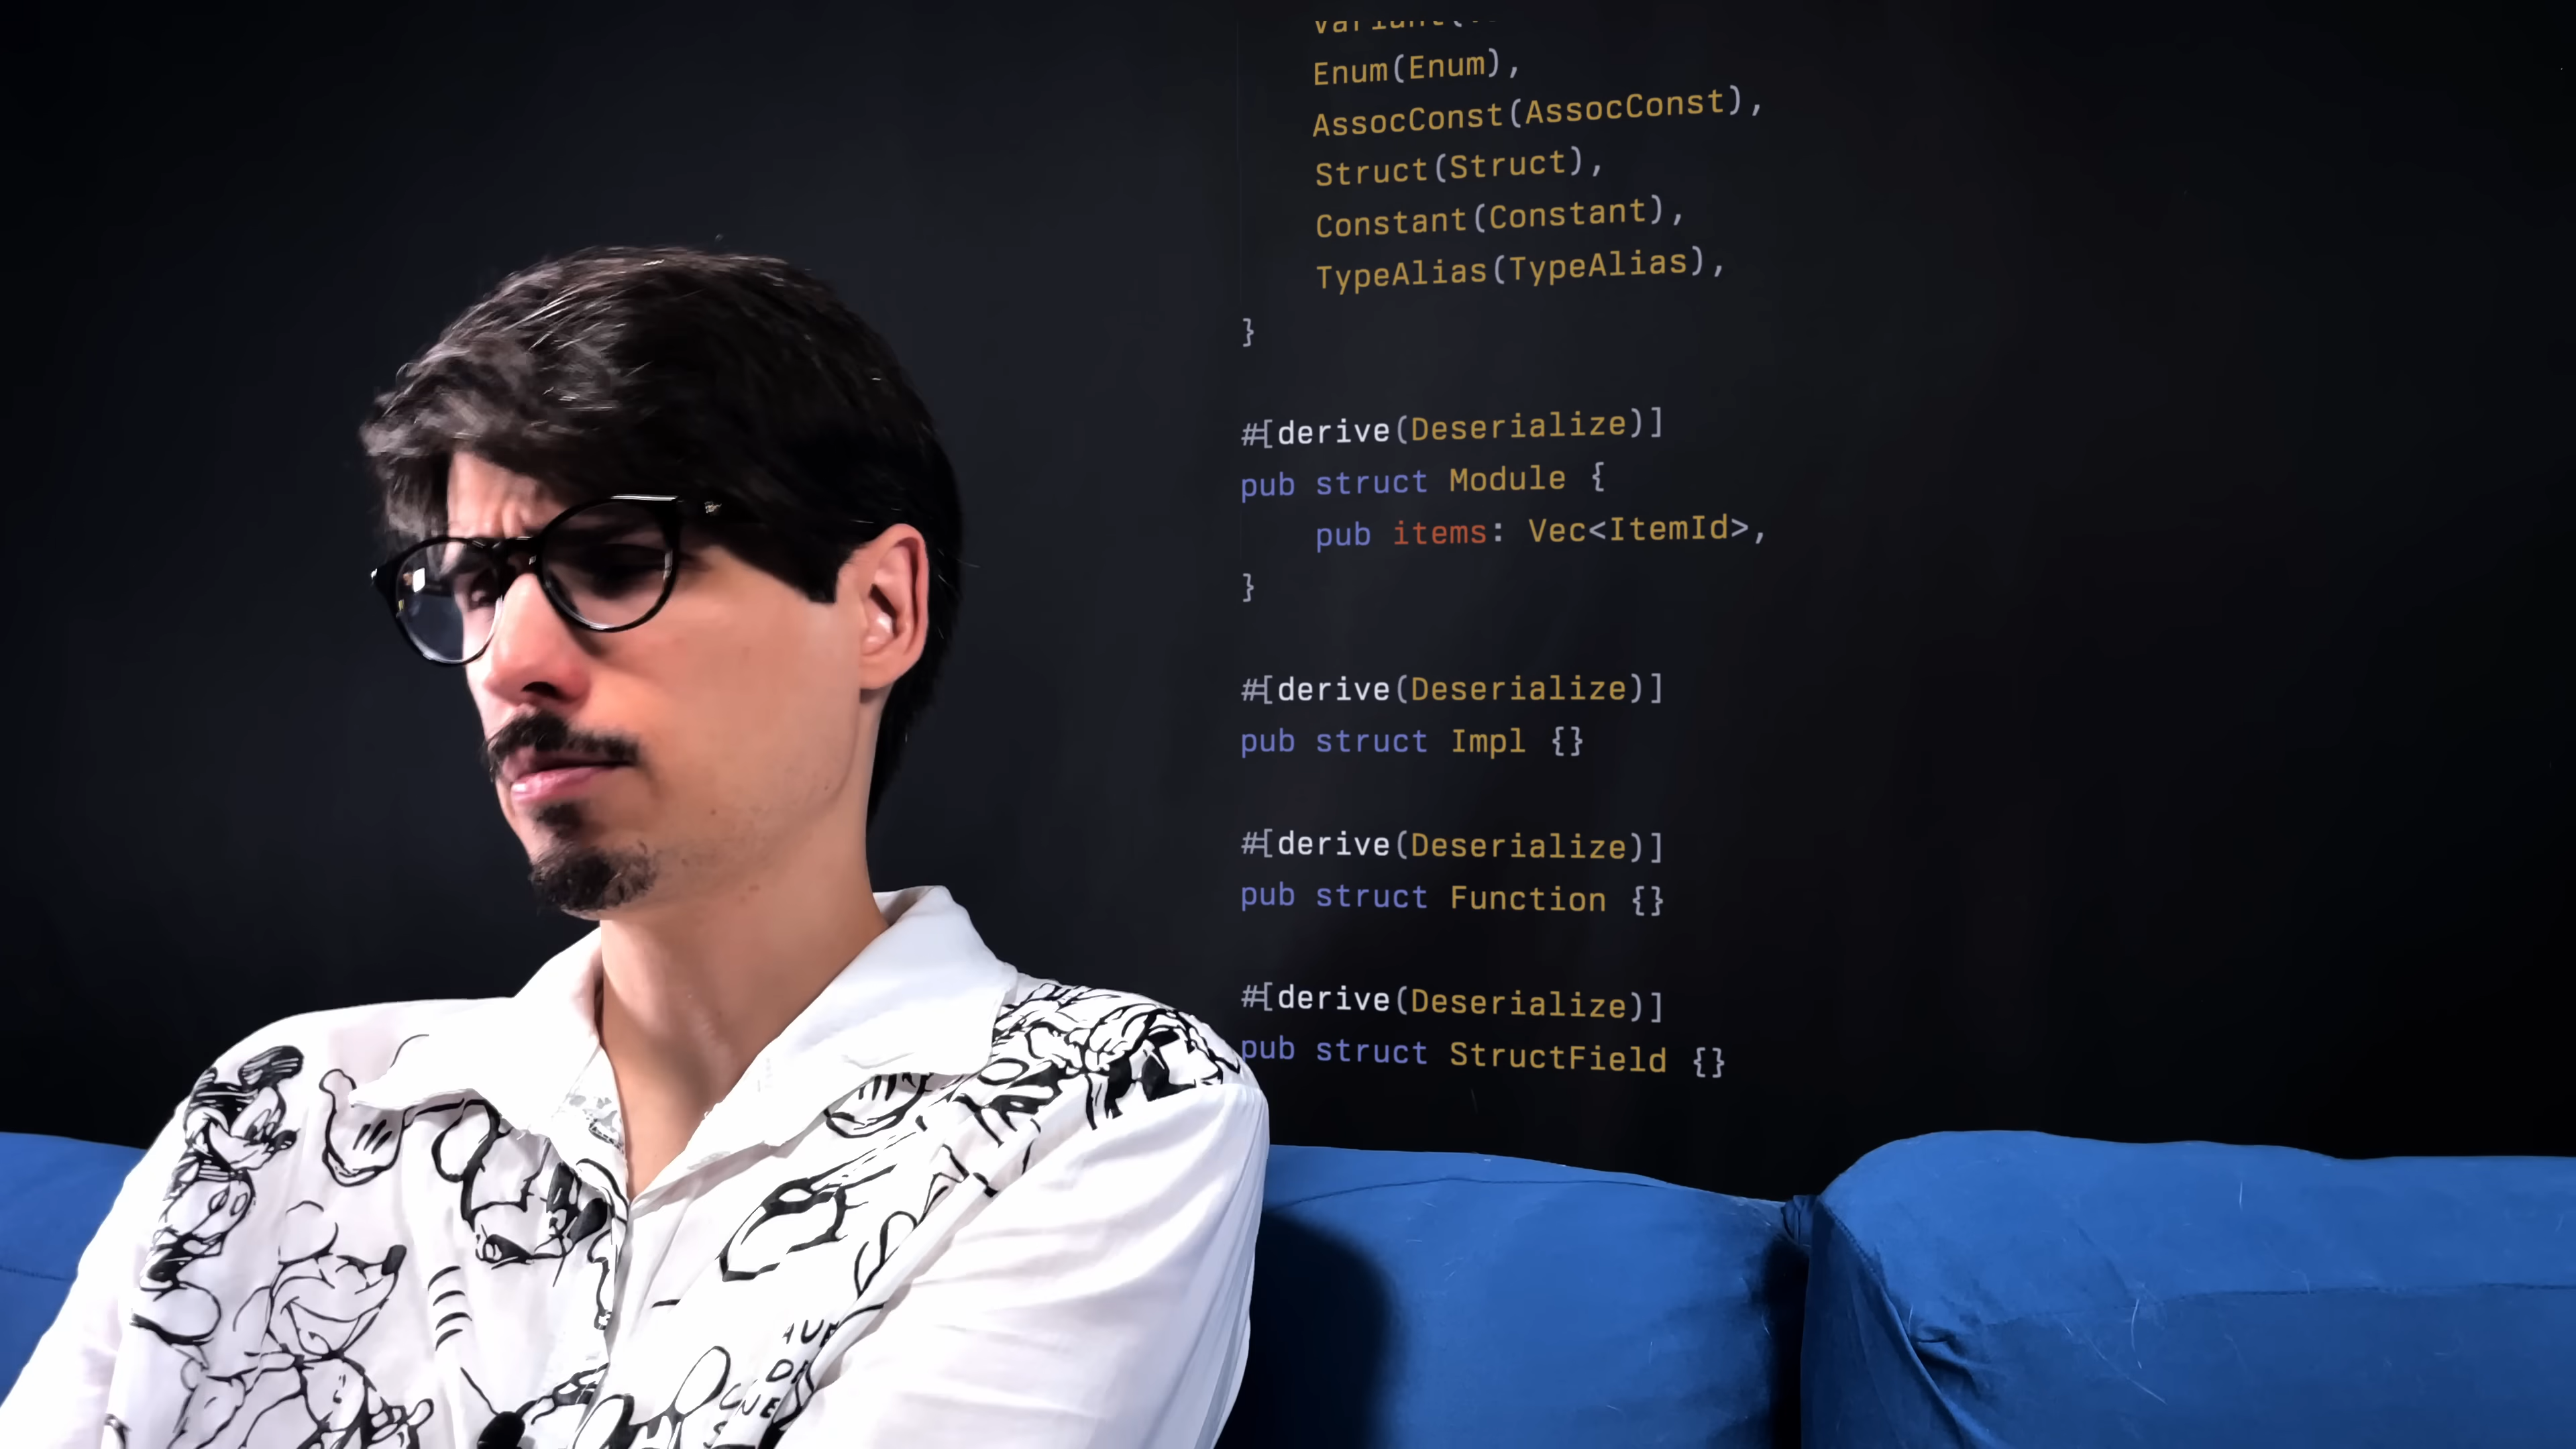 Variant(
Enum(Enum),
AssocConst(AssocConst),
Struct(Struct),
Constant(Constant),
TypeAlias(TypeAlias),
}
#[derive(Deserialize)]
pub struct Module {
pub items: Vec<ItemId>,
}
#[derive(Deserialize)]
pub struct Impl {}
#[derive(Deserialize)]
pub struct Function {}
#[derive(Deserialize)]
pub struct StructField {}